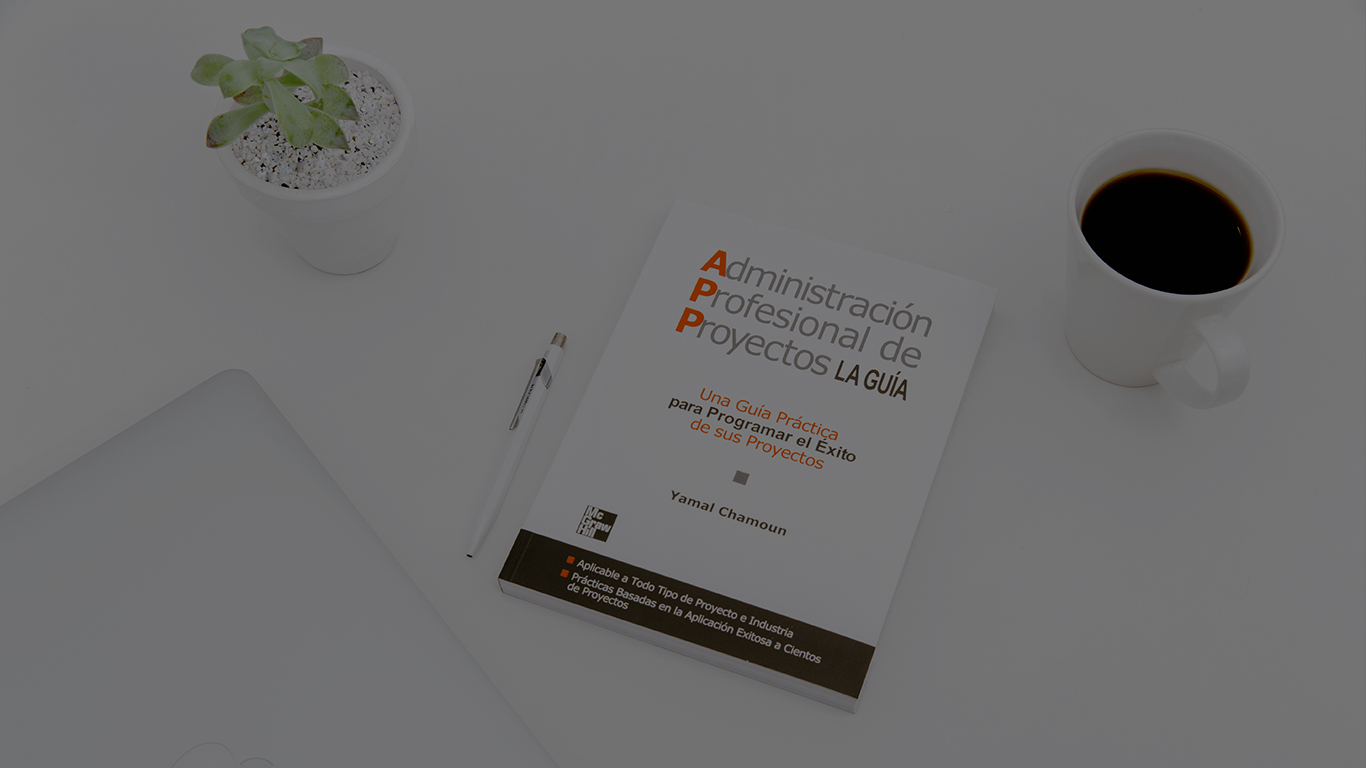 Administración
Profesional de
Proyectos LA GUÍA
Una Guía Práctica
para Programar el Éxito
de sus Proyectos
Yamal Chamoun
Mc
Graw
Hill
Aplicable a Todo Tipo de Proyecto e Industria
Prácticas Basadas en la Aplicación Exitosa a Cientos
de Proyectos